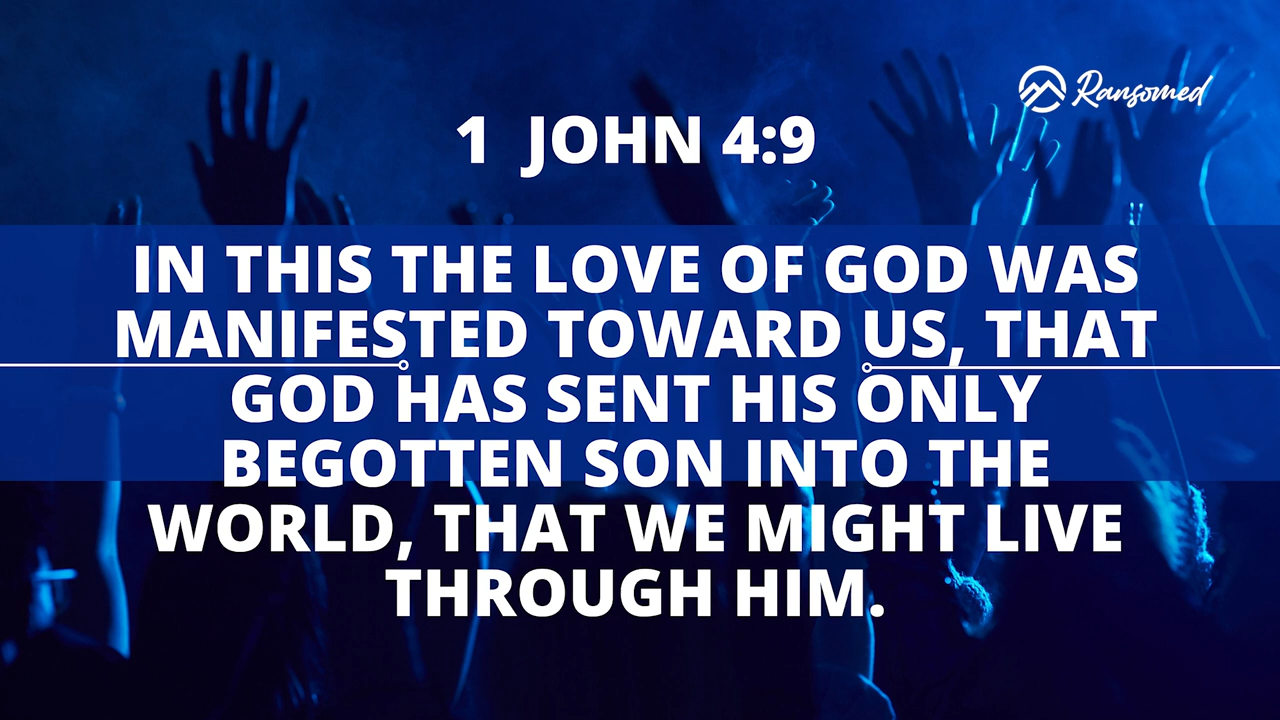 Ransomed
1 JOHN 4:9
IN THIS THE LOVE OF GOD WAS
MANIFESTED TOWARD US, THAT
GOD HAS SENT HIS ONLY
BEGOTTEN SON INTO THE
WORLD, THAT WE MIGHT LIVE
THROUGH HIM.